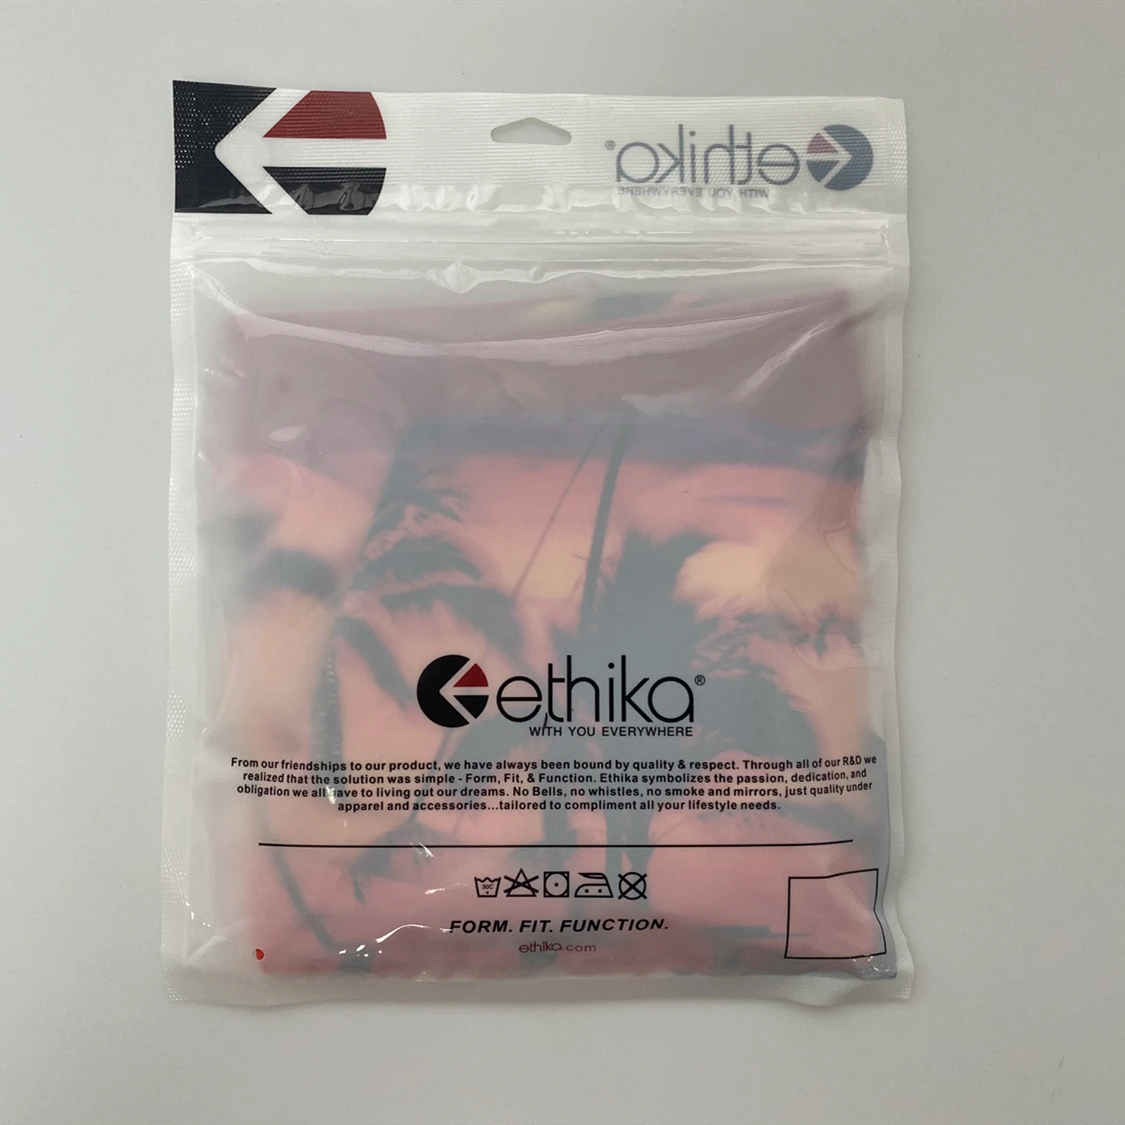 ethika®
WITH YOU EVERYWHERE
ethika®
WITH YOU EVERYWHERE
From our friendships to our product, we have always been bound by quality & respect. Through all of our R&D we
realized that the solution was simple - Form, Fit, & Function. Ethika symbolizes the passion, dedication, and
obligation we all have to living out our dreams. No Bells, no whistles, no smoke and mirrors, just quality under
apparel and accessories...tailored to compliment all your lifestyle needs.
30C
FORM. FIT. FUNCTION.
ethika.com